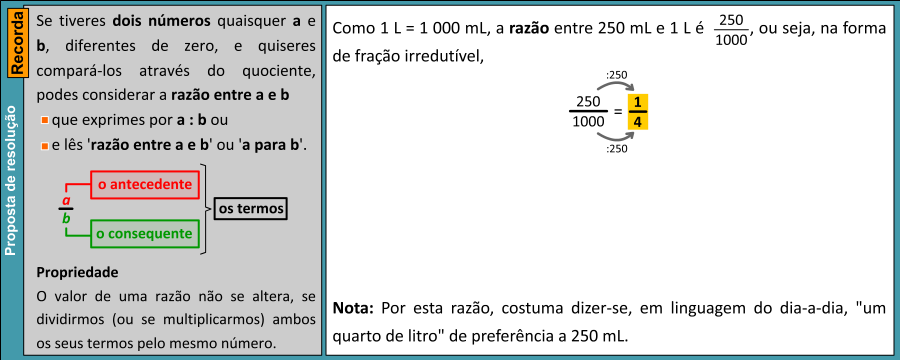 Recorda
Proposta de resolução
Se tiveres dois números quaisquer a e
b, diferentes de zero, e quiseres
compará-los através do quociente,
podes considerar a razão entre a e b
que exprimes por a : b ou
e lês 'razão entre a e b' ou 'a para b'.
a
b
o antecedente
o consequente
os termos
Propriedade
O valor de uma razão não se altera, se
dividirmos (ou se multiplicarmos) ambos
os seus termos pelo mesmo número.
Como 1 L = 1 000 mL, a razão entre 250 mL e 1 L é 250/1000, ou seja, na forma
de fração irredutível,
:250
250/1000 = 1/4
:250
Nota: Por esta razão, costuma dizer-se, em linguagem do dia-a-dia, "um
quarto de litro" de preferência a 250 mL.